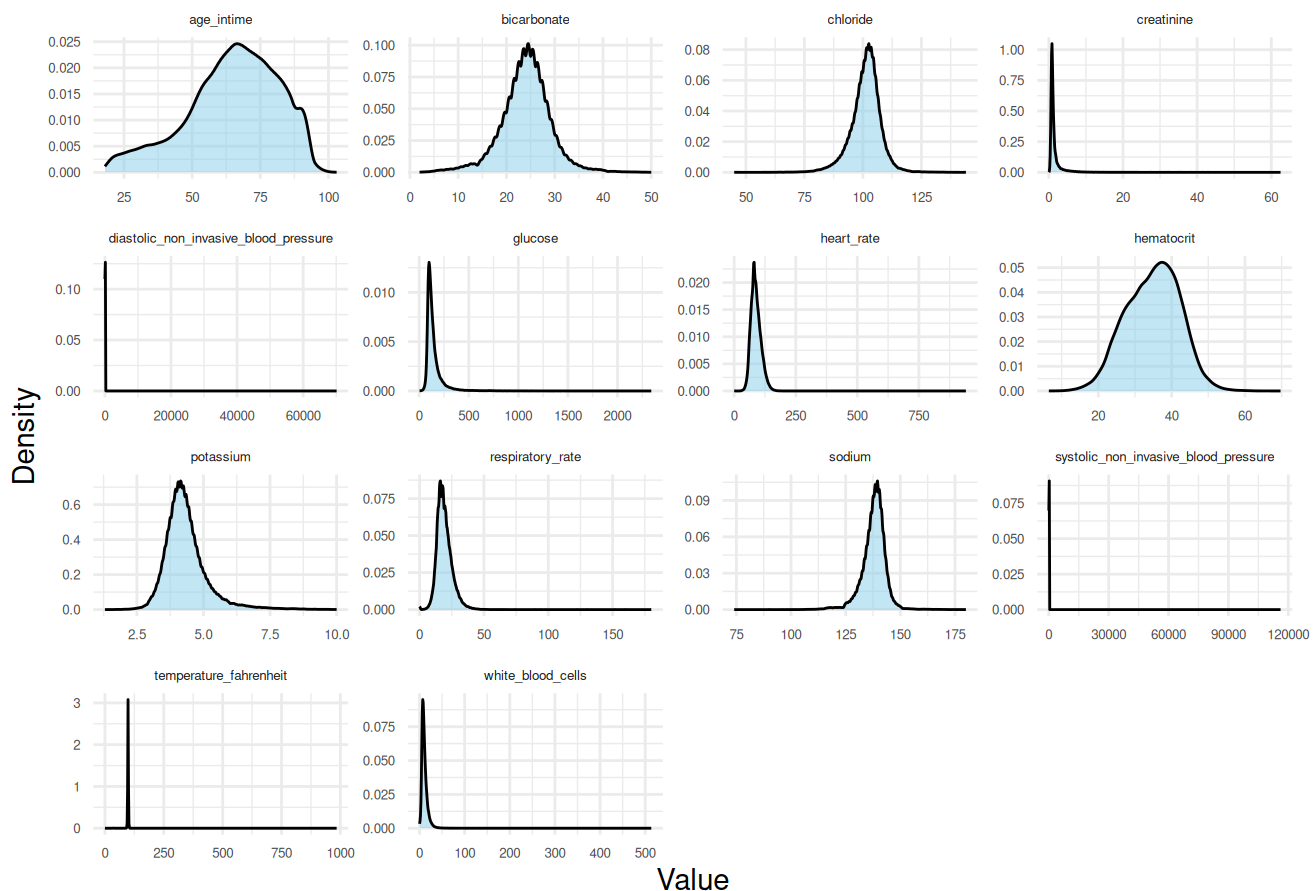 age_intime bicarbonate chloride creatinine
0.025 0.020 0.015 0.010 0.005 0.000
25 50 75 100
0.100 0.075 0.050 0.025 0.000
0 10 20 30 40 50
0.08 0.06 0.04 0.02 0.00
50 75 100 125
1.00 0.75 0.50 0.25 0.00
0 20 40 60
diastolic_non_invasive_blood_pressure glucose heart_rate hematocrit
0.10 0.05 0.00
0 20000 40000 60000
0.010 0.005 0.000
0 500 1000 1500 2000
0.020 0.015 0.010 0.005 0.000
0 250 500 750
0.05 0.04 0.03 0.02 0.01 0.00
20 40 60
Density
potassium respiratory_rate sodium systolic_non_invasive_blood_pressure
0.6 0.4 0.2 0.0
2.5 5.0 7.5 10.0
0.075 0.050 0.025 0.000
0 50 100 150
0.09 0.06 0.03 0.00
75 100 125 150 175
0.075 0.050 0.025 0.000
0 30000 60000 90000 120000
temperature_fahrenheit white_blood_cells
3 2 1 0
0 250 500 750 1000
0.075 0.050 0.025 0.000
0 100 200 300 400 500
Value